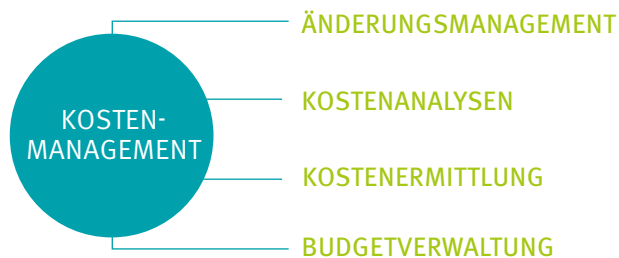 ÄNDERUNGSMANAGEMENT
KOSTENANALYSEN
KOSTEN-
MANAGEMENT
KOSTENERMITTLUNG
BUDGETVERWALTUNG